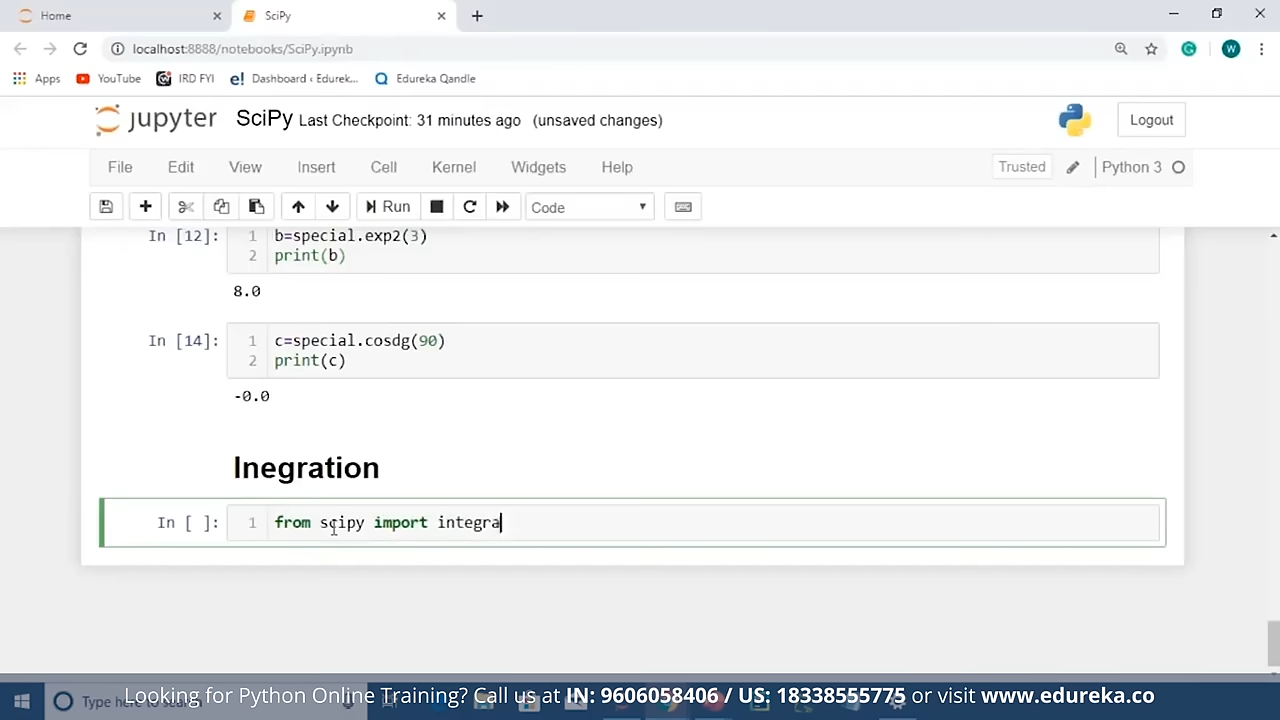 Home
SciPy
localhost:8888/notebooks/SciPy.ipynb
W
Apps YouTube IRD FYI e! Dashboard ‹ Edurek... Edureka Qandle
jupyter SciPy Last Checkpoint: 31 minutes ago (unsaved changes)
Logout
File Edit View Insert Cell Kernel Widgets Help
Trusted Python 3
Run Code
In [12]: 1 b=special.exp2(3)
2 print(b)
8.0
In [14]: 1 c=special.cosdg(90)
2 print(c)
-0.0
Inegration
In [ ]: 1 from scipy import integra
Type here to
Looking for Python Online Training? Call us at IN: 9606058406 / US: 18338555775 or visit www.edureka.co